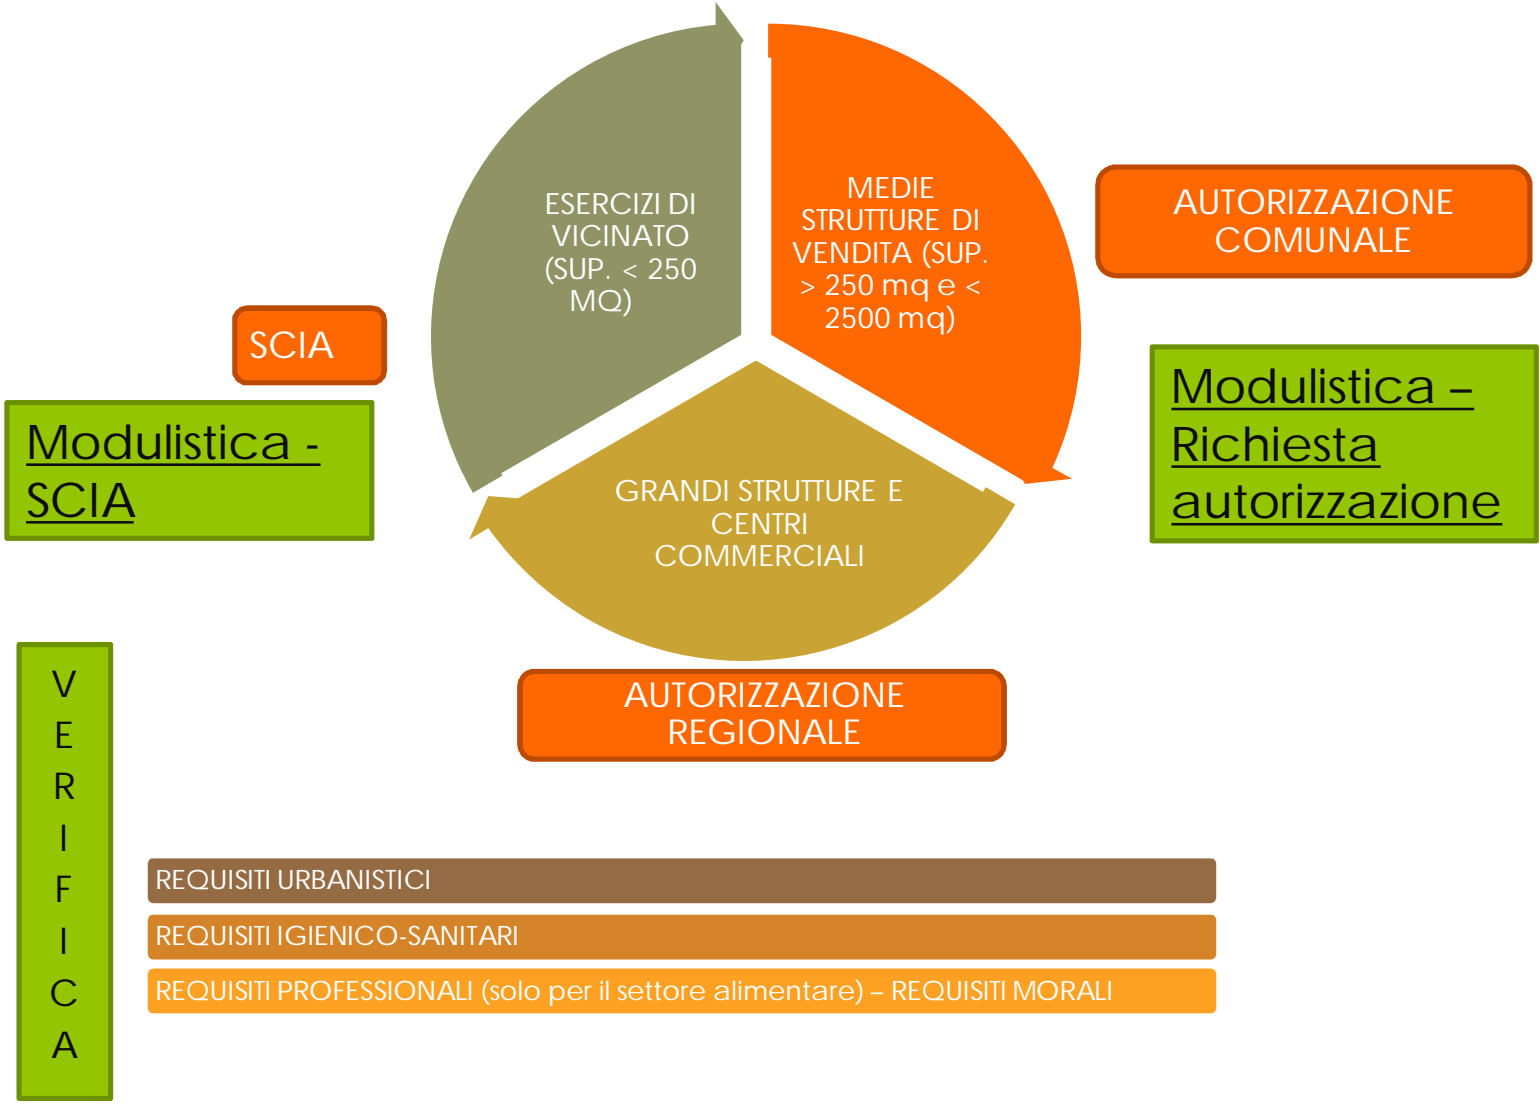 ESERCIZI DI
VICINATO
(SUP. < 250
MQ)
MEDIE
STRUTTURE DI
VENDITA (SUP.
> 250 mq e <
2500 mq)
AUTORIZZAZIONE
COMUNALE
SCIA
Modulistica -
SCIA
Modulistica –
Richiesta
autorizzazione
GRANDI STRUTTURE E
CENTRI
COMMERCIALI
AUTORIZZAZIONE
REGIONALE
V
E
R
I
F
I
C
A
REQUISITI URBANISTICI
REQUISITI IGIENICO-SANITARI
REQUISITI PROFESSIONALI (solo per il settore alimentare) – REQUISITI MORALI